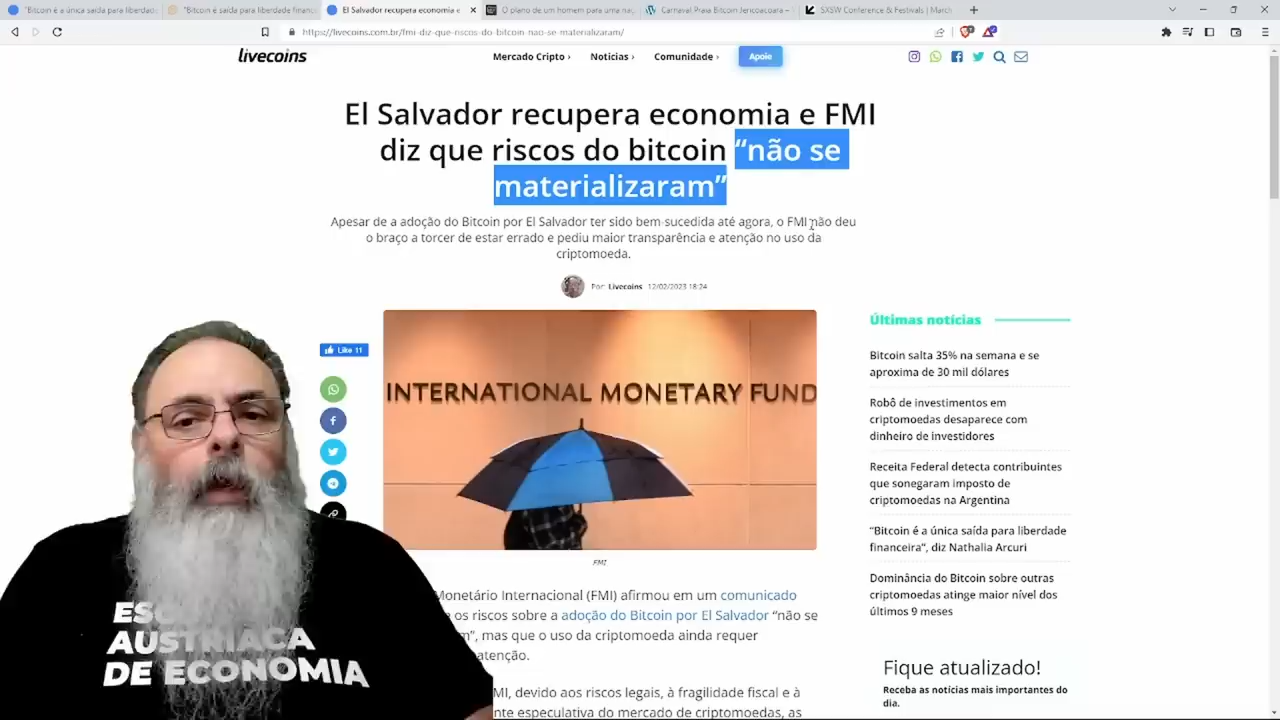 "Bitcoin é a única saída para liberdade
"Bitcoin é saída para liberdade finance
El Salvador recupera economia e
O plano de um homem para uma na
Carnaval Praia Bitcoin Jericoacoara –
SXSW Conference & Festivals | March
https://livecoins.com.br/fmi-diz-que-riscos-do-bitcoin-nao-se-materializaram/
livecoins
Mercado Cripto
Notícias
Comunidade
Apoie
El Salvador recupera economia e FMI
diz que riscos do bitcoin “não se
materializaram”
Apesar de a adoção do Bitcoin por El Salvador ter sido bem-sucedida até agora, o FMI não deu
o braço a torcer de estar errado e pediu maior transparência e atenção no uso da
criptomoeda.
Por: Livecoins 12/02/2023 18:24
Like 11
INTERNATIONAL MONETARY FUND
FMI
Monetário Internacional (FMI) afirmou em um comunicado
os riscos sobre a adoção do Bitcoin por El Salvador “não se
mas que o uso da criptomoeda ainda requer
atenção.
devido aos riscos legais, à fragilidade fiscal e à
especulativa do mercado de criptomoedas, as
Últimas notícias
Bitcoin salta 35% na semana e se
aproxima de 30 mil dólares
Robô de investimentos em
criptomoedas desaparece com
dinheiro de investidores
Receita Federal detecta contribuintes
que sonegaram imposto de
criptomoedas na Argentina
“Bitcoin é a única saída para liberdade
financeira”, diz Nathalia Arcuri
Dominância do Bitcoin sobre outras
criptomoedas atinge maior nível dos
últimos 9 meses
Fique atualizado!
Receba as notícias mais importantes do
dia.
AUSTRÍACA
DE ECONOMIA